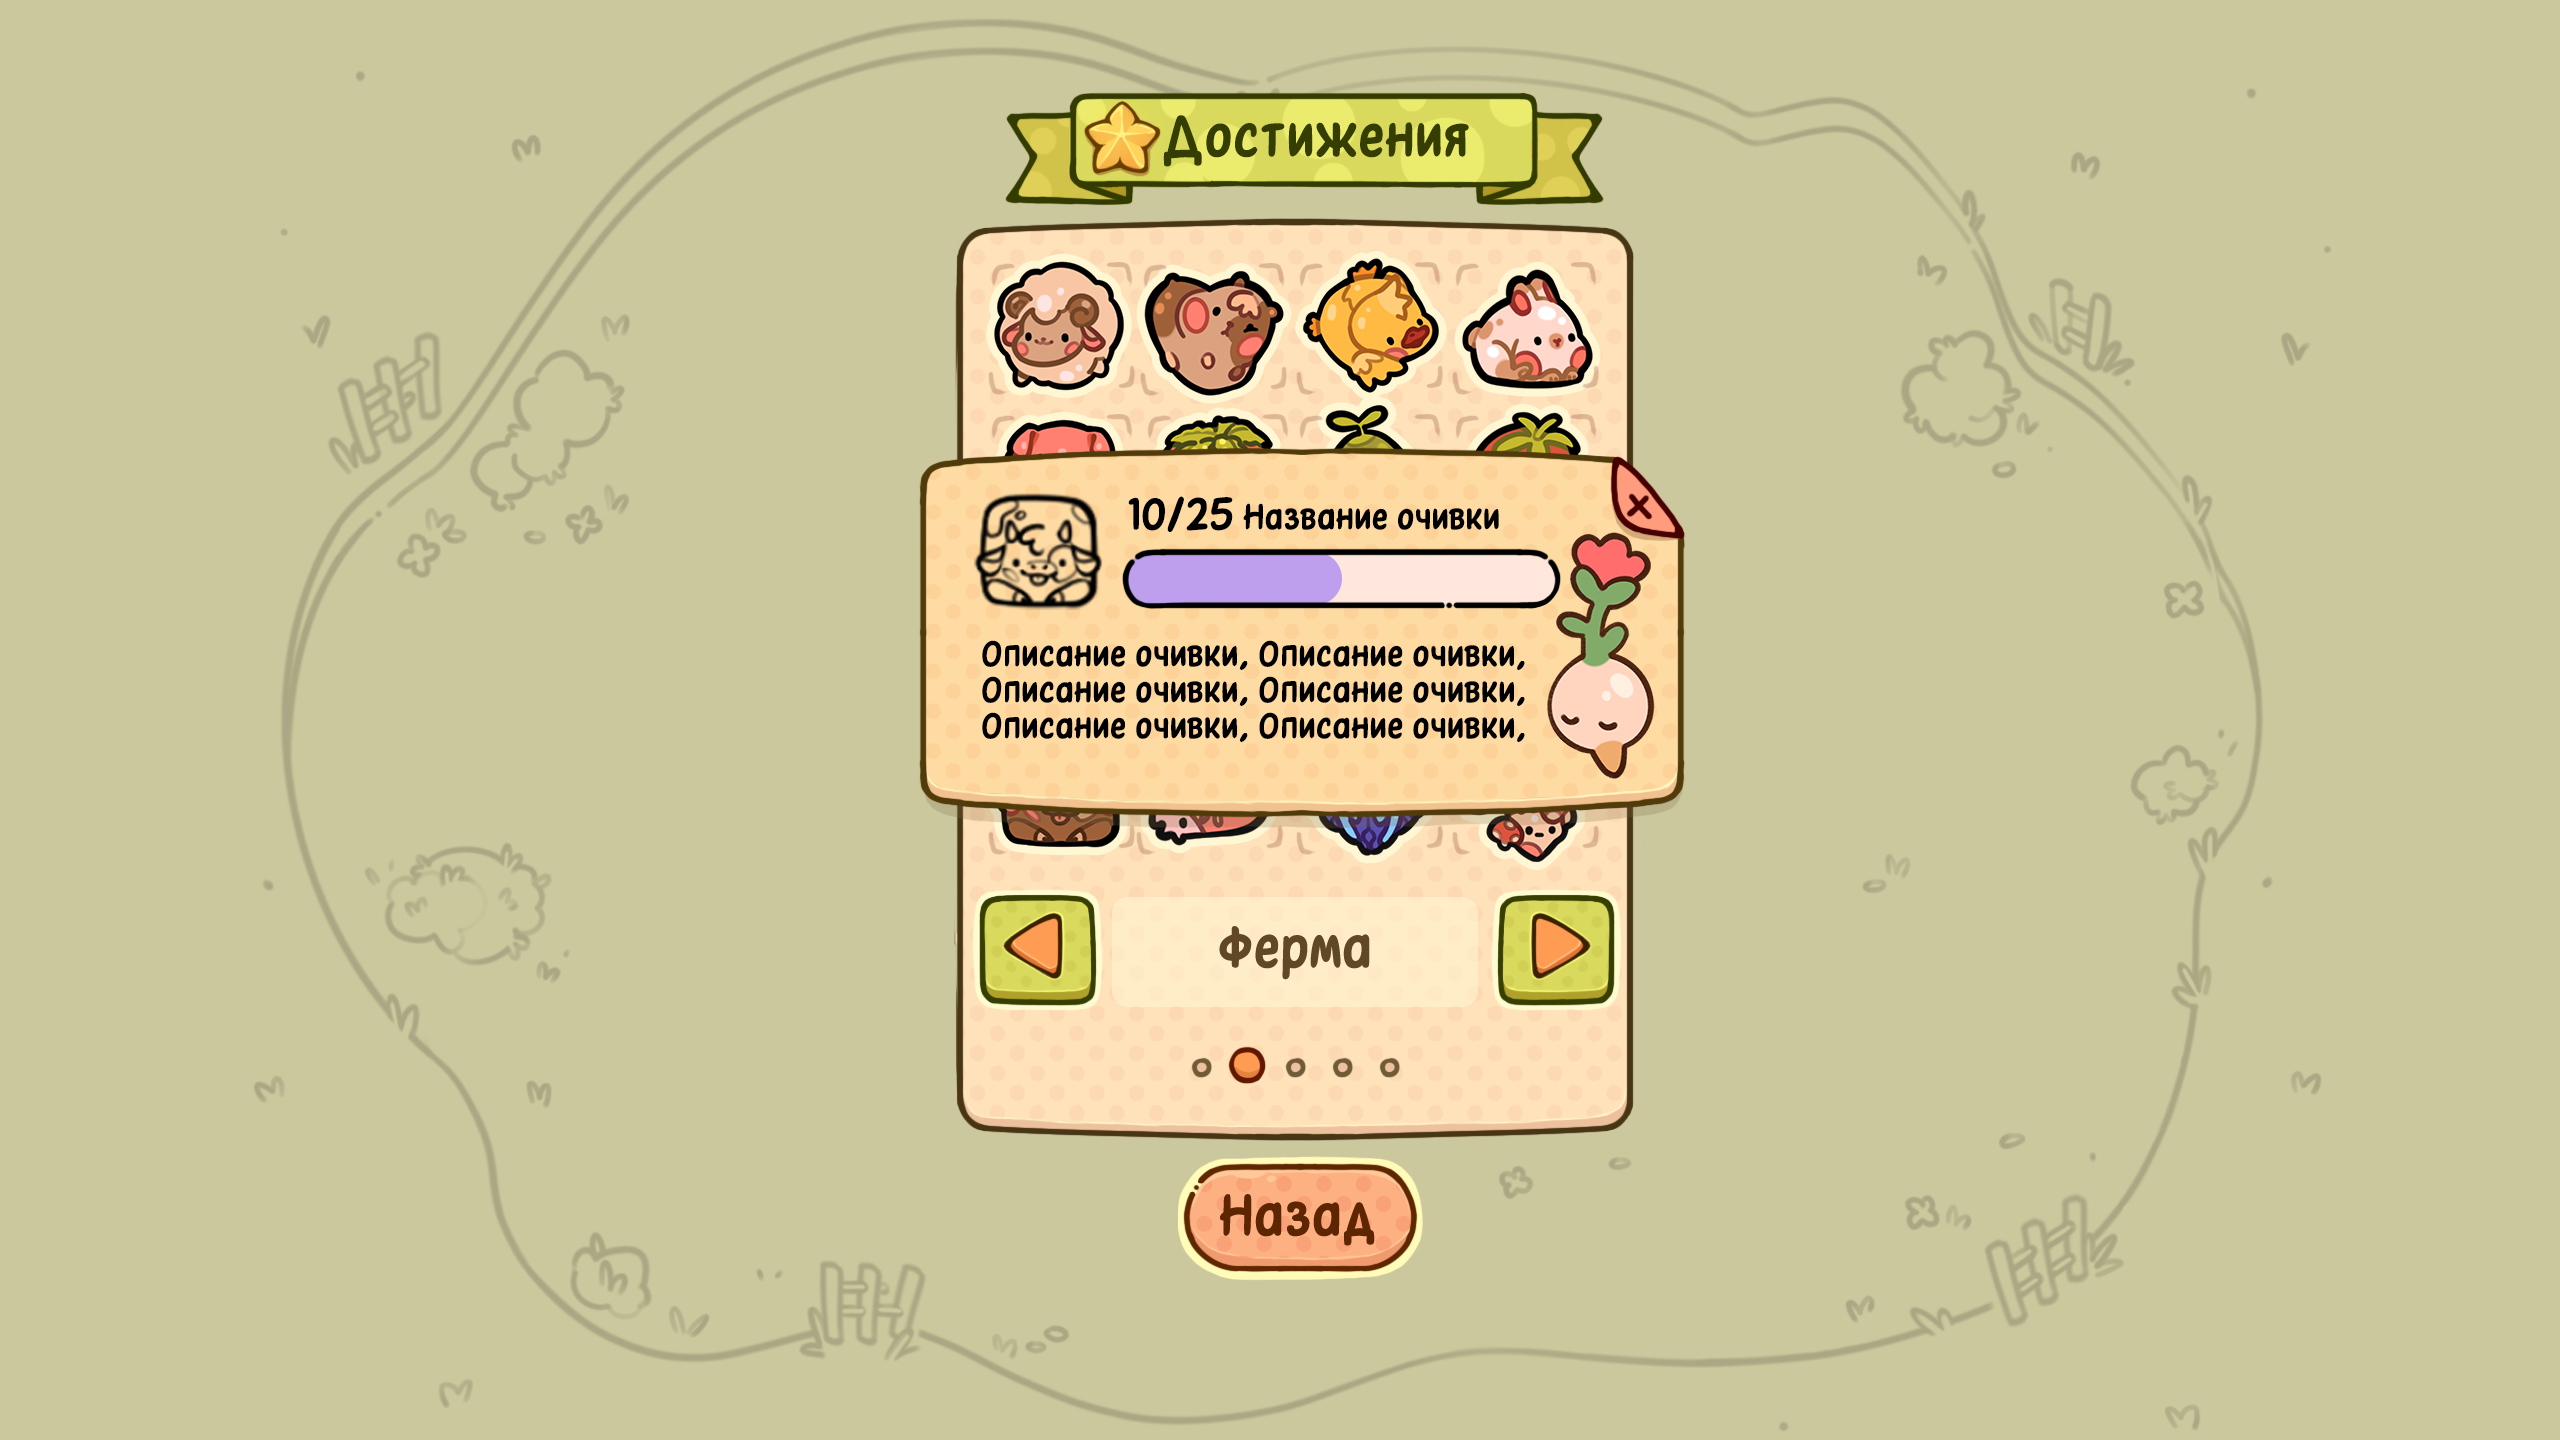 Достижения
10/25 Название очивки
Описание очивки, Описание очивки,
Описание очивки, Описание очивки,
Описание очивки, Описание очивки,
Ферма
Назад